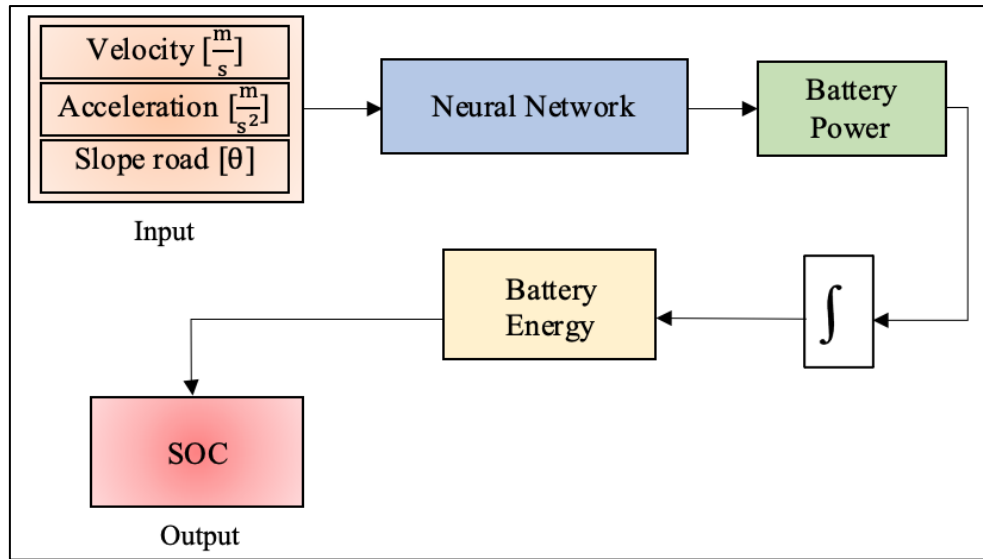 Velocity [m/s]
Acceleration [m/s²]
Slope road [θ]
Input
Neural Network
Battery
Power
∫
Battery
Energy
SOC
Output